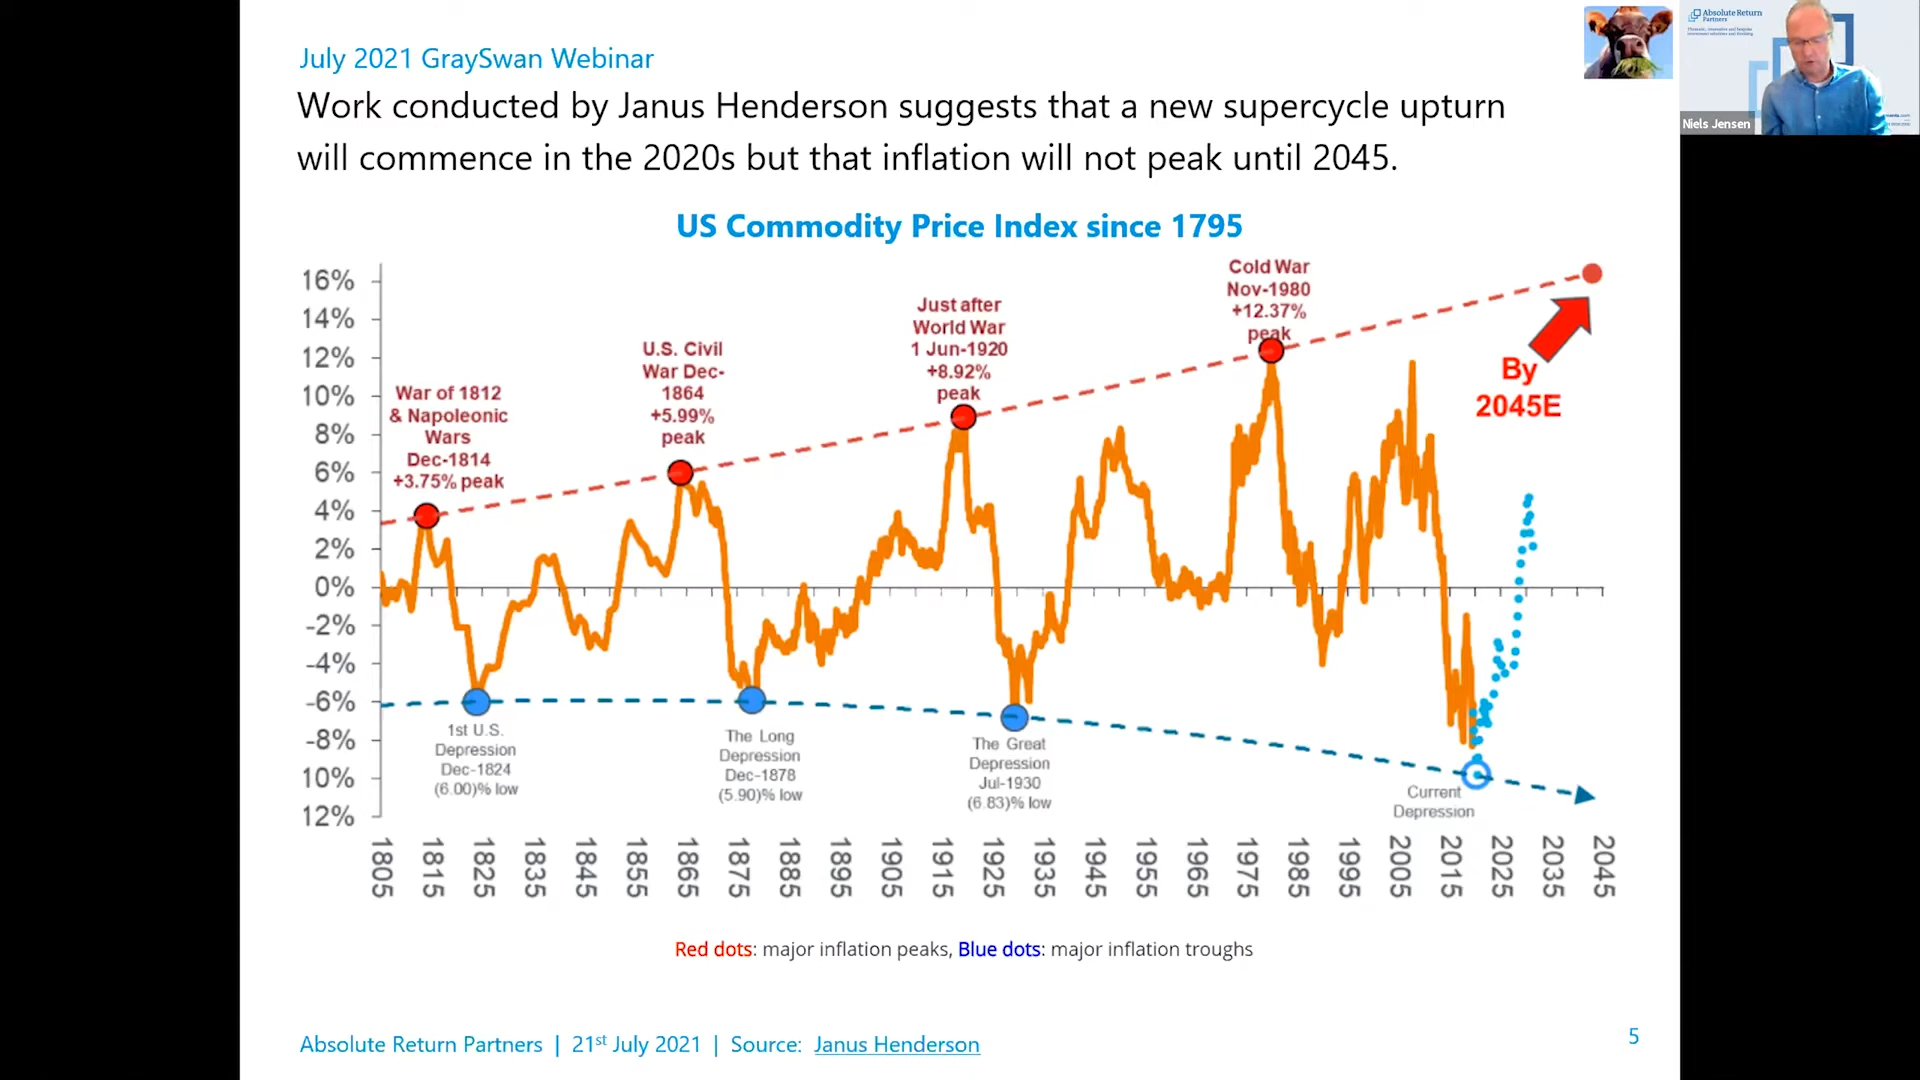 July 2021 GraySwan Webinar
Work conducted by Janus Henderson suggests that a new supercycle upturn
will commence in the 2020s but that inflation will not peak until 2045.
Absolute Return
Partners
Niels Jensen
US Commodity Price Index since 1795
16%
14%
12%
10%
8%
6%
4%
2%
0%
-2%
-4%
-6%
-8%
10%
12%
War of 1812
& Napoleonic
Wars
Dec-1814
+3.75% peak
U.S. Civil
War Dec-
1864
+5.99%
peak
Just after
World War
1 Jun-1920
+8.92%
peak
Cold War
Nov-1980
+12.37%
peak
By
2045E
1st U.S.
Depression
Dec-1824
(6.00)% low
The Long
Depression
Dec-1878
(5.90)% low
The Great
Depression
Jul-1930
(6.83)% low
Current
Depression
1805 1815 1825 1835 1845 1855 1865 1875 1885 1895 1905 1915 1925 1935 1945 1955 1965 1975 1985 1995 2005 2015 2025 2035 2045
Red dots: major inflation peaks, Blue dots: major inflation troughs
Absolute Return Partners | 21st July 2021 | Source: Janus Henderson
5